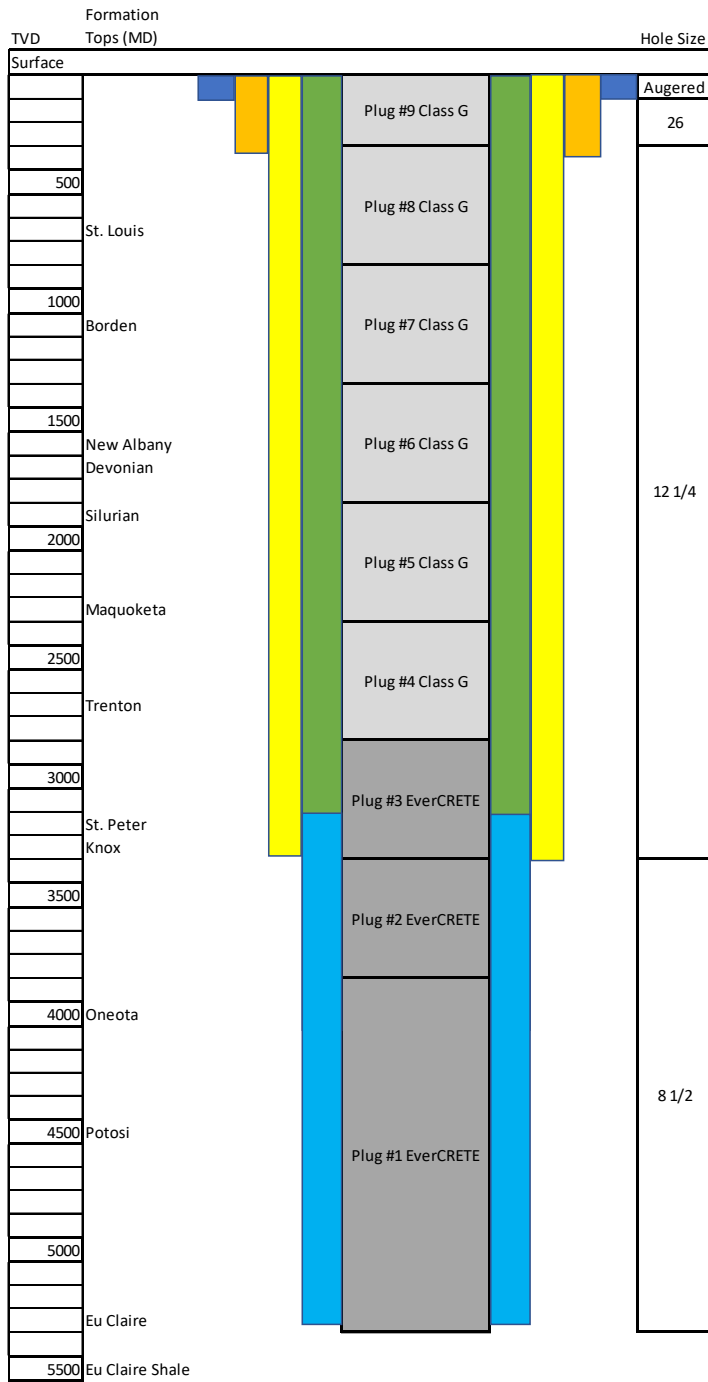 Formation
TVD Tops (MD) Hole Size
Surface
Augered
Plug #9 Class G
26
500
Plug #8 Class G
St. Louis
1000
Borden
Plug #7 Class G
1500
Plug #6 Class G
New Albany
Devonian
12 1/4
Silurian
2000
Plug #5 Class G
Maquoketa
2500
Plug #4 Class G
Trenton
3000
Plug #3 EverCRETE
St. Peter
Knox
3500
Plug #2 EverCRETE
4000 Oneota
8 1/2
4500 Potosi
Plug #1 EverCRETE
5000
Eu Claire
5500 Eu Claire Shale